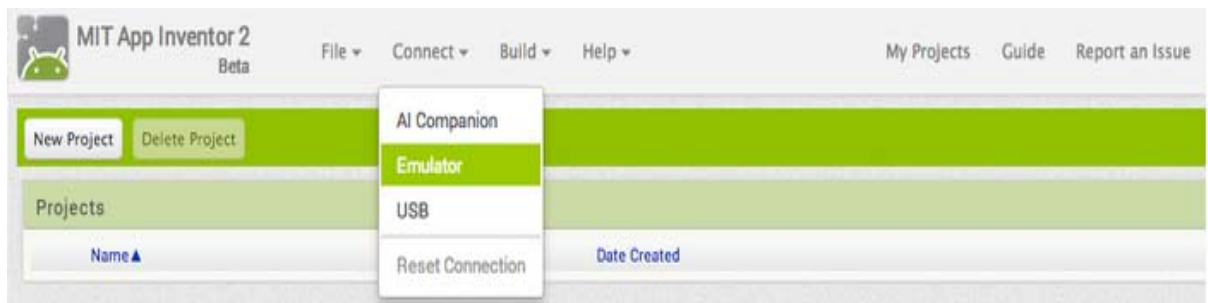 MIT App Inventor 2
Beta
File Connect Build Help My Projects Guide Report an Issue
New Project Delete Project
AI Companion
Emulator
USB
Reset Connection
Projects
Name Date Created